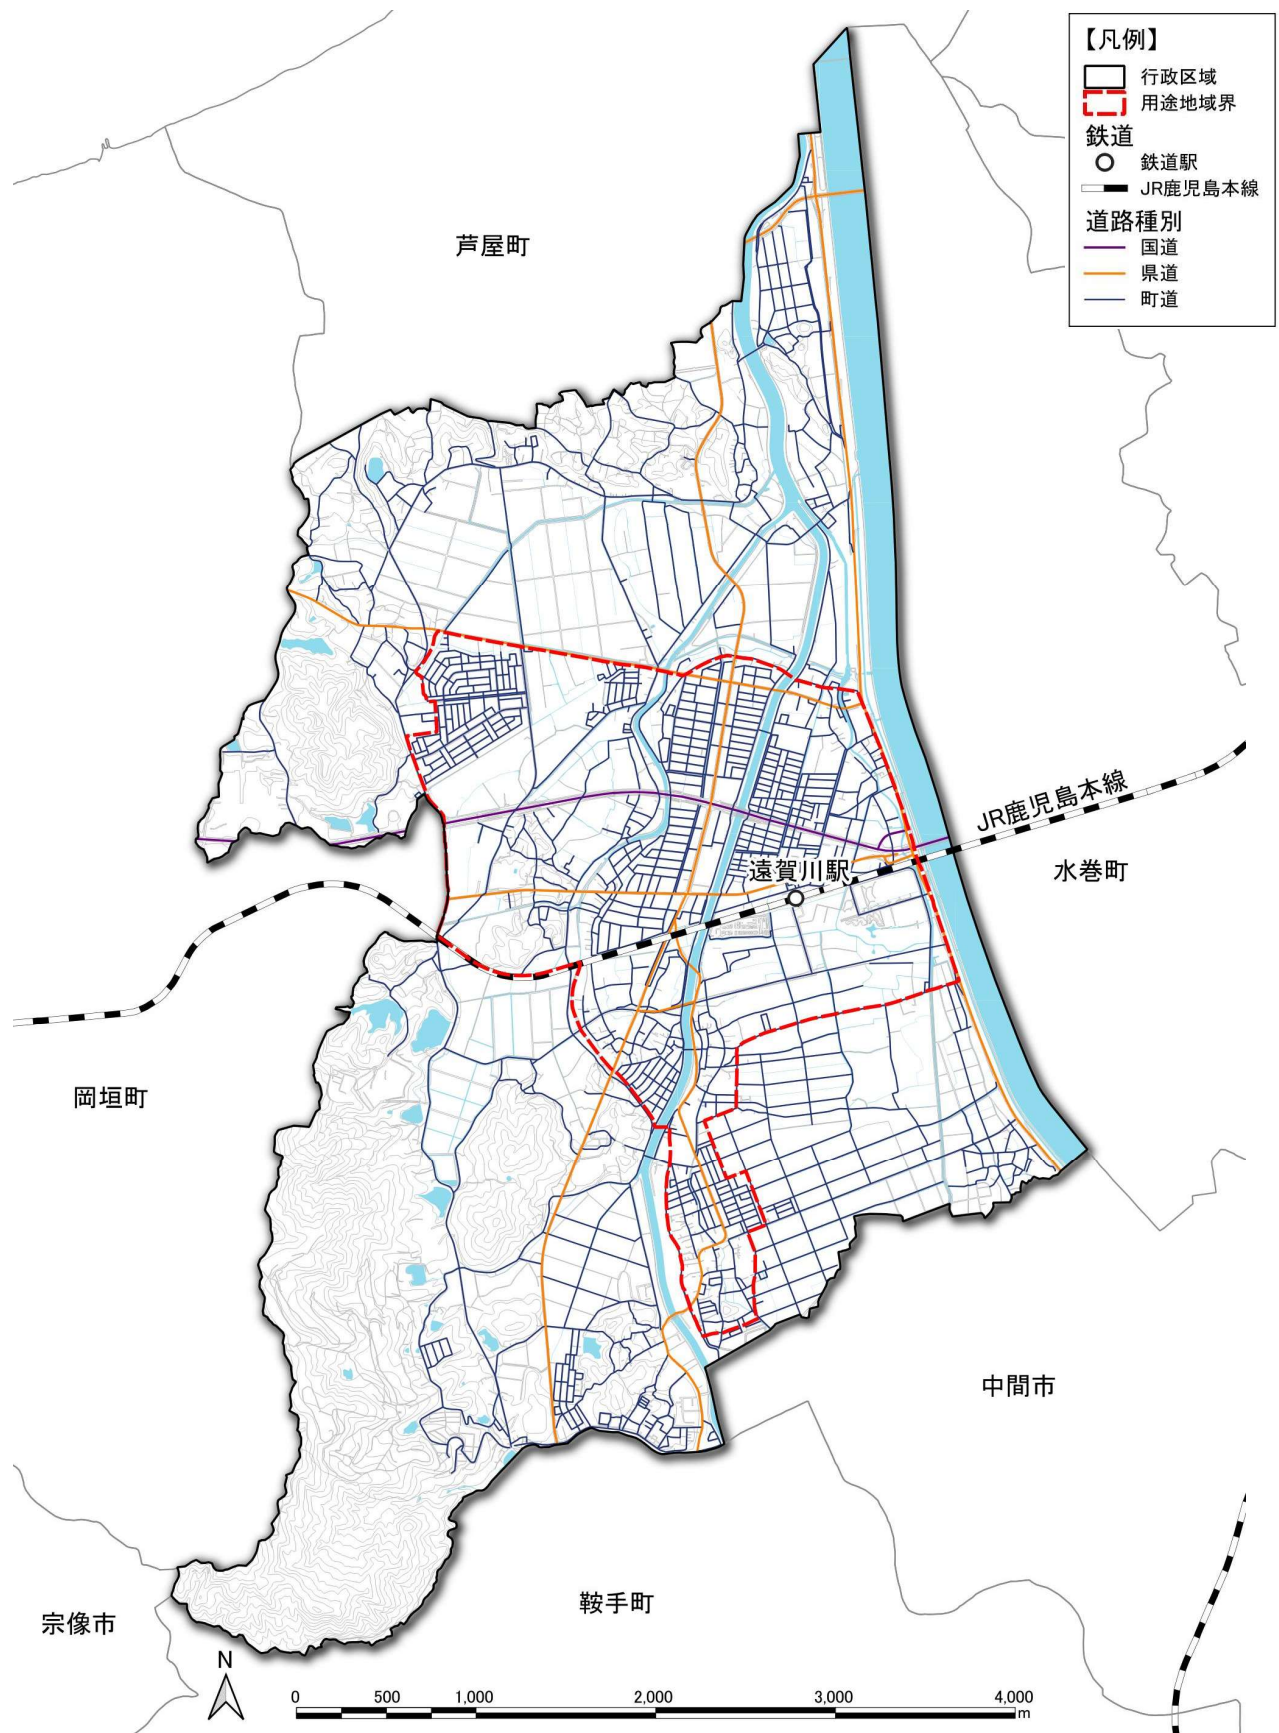 【凡例】
行政区域
用途地域界
鉄道
鉄道駅
JR鹿児島本線
道路種別
国道
県道
町道
芦屋町
JR鹿児島本線
遠賀川駅
水巻町
岡垣町
中間市
鞍手町
宗像市
N
0 500 1,000 2,000 3,000 4,000
m